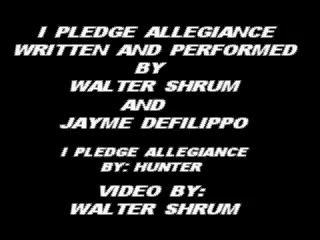 I PLEDGE ALLEGIANCE
WRITTEN AND PERFORMED
BY
WALTER SHRUM
AND
JAYME DEFILIPPO
I PLEDGE ALLEGIANCE
BY: HUNTER
VIDEO BY:
WALTER SHRUM